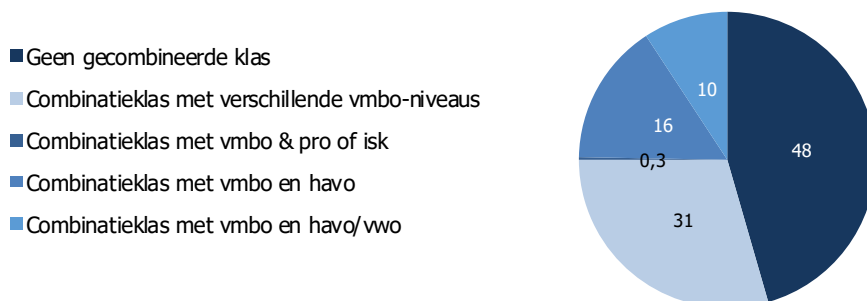 Geen gecombineerde klas
Combinatieklas met verschillende vmbo-niveaus
Combinatieklas met vmbo & pro of isk
Combinatieklas met vmbo en havo
Combinatieklas met vmbo en havo/vwo
10
16
48
0,3
31